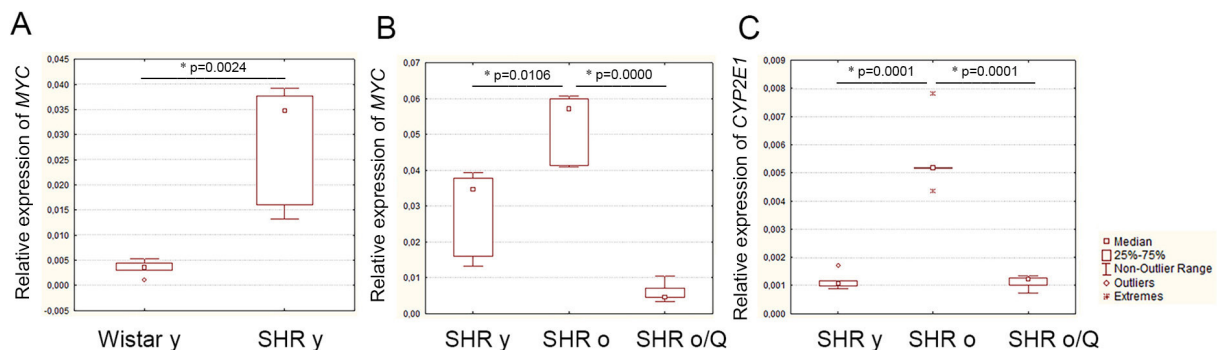 A
Relative expression of MYC
0,045
0,040
0,035
0,030
0,025
0,020
0,015
0,010
0,005
0,000
-0,005
* p=0.0024
Wistar y
SHR y
B
Relative expression of MYC
0,07
0,06
0,05
0,04
0,03
0,02
0,01
0,00
* p=0.0106
* p=0.0000
SHR y
SHR o
SHR o/Q
C
Relative expression of CYP2E1
0,009
0,008
0,007
0,006
0,005
0,004
0,003
0,002
0,001
0,000
* p=0.0001
* p=0.0001
SHR y
SHR o
SHR o/Q
Median
25%-75%
Non-Outlier Range
Outliers
Extremes